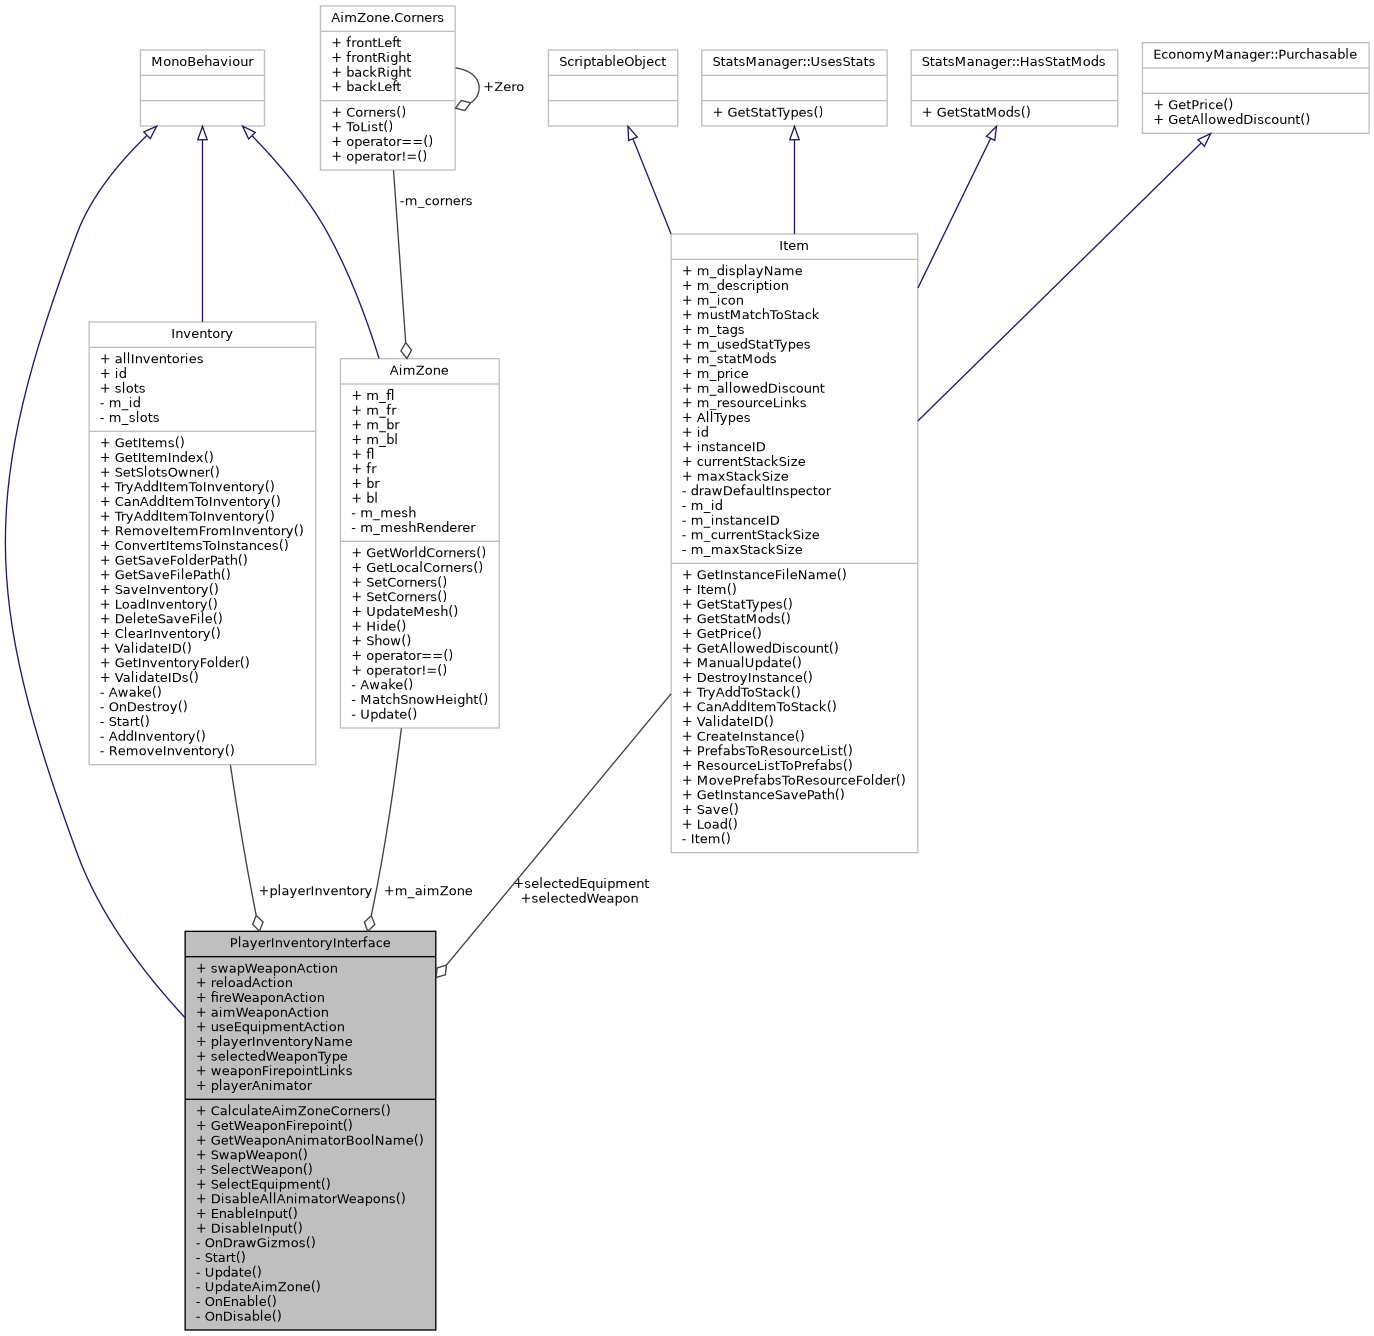 AimZone.Corners
+ frontLeft
+ frontRight
+ backRight
+ backLeft
+ Corners()
+ ToList()
+ operator==()
+ operator!=()
+Zero
MonoBehaviour
ScriptableObject
StatsManager::UsesStats
+ GetStatTypes()
StatsManager::HasStatMods
+ GetStatMods()
EconomyManager::Purchasable
+ GetPrice()
+ GetAllowedDiscount()
-m_corners
Inventory
+ allInventories
+ id
+ slots
- m_id
- m_slots
+ GetItems()
+ GetItemIndex()
+ SetSlotsOwner()
+ TryAddItemToInventory()
+ CanAddItemToInventory()
+ TryAddItemToInventory()
+ RemoveItemFromInventory()
+ ConvertItemsToInstances()
+ GetSaveFolderPath()
+ GetSaveFilePath()
+ SaveInventory()
+ LoadInventory()
+ DeleteSaveFile()
+ ClearInventory()
+ ValidateID()
+ GetInventoryFolder()
+ ValidateIDs()
- Awake()
- OnDestroy()
- Start()
- AddInventory()
- RemoveInventory()
AimZone
+ m_fl
+ m_fr
+ m_br
+ m_bl
+ fl
+ fr
+ br
+ bl
- m_mesh
- m_meshRenderer
+ GetWorldCorners()
+ GetLocalCorners()
+ SetCorners()
+ SetCorners()
+ UpdateMesh()
+ Hide()
+ Show()
+ operator==()
+ operator!=()
- Awake()
- MatchSnowHeight()
- Update()
Item
+ m_displayName
+ m_description
+ m_icon
+ mustMatchToStack
+ m_tags
+ m_usedStatTypes
+ m_statMods
+ m_price
+ m_allowedDiscount
+ m_resourceLinks
+ AllTypes
+ id
+ instanceID
+ currentStackSize
+ maxStackSize
- drawDefaultInspector
- m_id
- m_instanceID
- m_currentStackSize
- m_maxStackSize
+ GetInstanceFileName()
+ Item()
+ GetStatTypes()
+ GetStatMods()
+ GetPrice()
+ GetAllowedDiscount()
+ ManualUpdate()
+ DestroyInstance()
+ TryAddToStack()
+ CanAddItemToStack()
+ ValidateID()
+ CreateInstance()
+ PrefabsToResourceList()
+ ResourceListToPrefabs()
+ MovePrefabsToResourceFolder()
+ GetInstanceSavePath()
+ Save()
+ Load()
- Item()
+playerInventory
+m_aimZone
+selectedEquipment
+selectedWeapon
PlayerInventoryInterface
+ swapWeaponAction
+ reloadAction
+ fireWeaponAction
+ aimWeaponAction
+ useEquipmentAction
+ playerInventoryName
+ selectedWeaponType
+ weaponFirepointLinks
+ playerAnimator
+ CalculateAimZoneCorners()
+ GetWeaponFirepoint()
+ GetWeaponAnimatorBoolName()
+ SwapWeapon()
+ SelectWeapon()
+ SelectEquipment()
+ DisableAllAnimatorWeapons()
+ EnableInput()
+ DisableInput()
- OnDrawGizmos()
- Start()
- Update()
- UpdateAimZone()
- OnEnable()
- OnDisable()